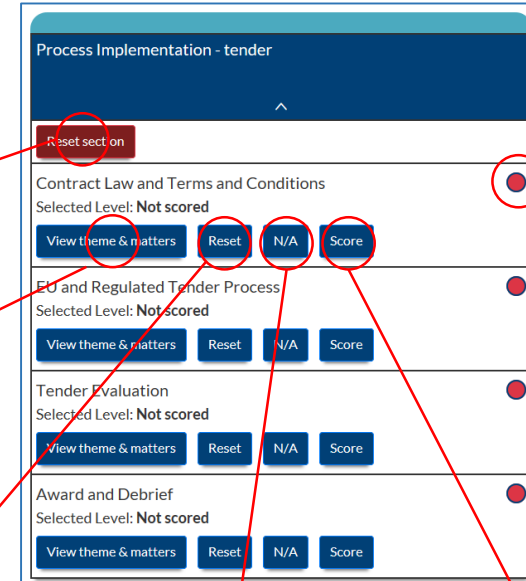 Process Implementation - tender
Reset section
Contract Law and Terms and Conditions
Selected Level: Not scored
View theme & matters Reset N/A Score
EU and Regulated Tender Process
Selected Level: Not scored
View theme & matters Reset N/A Score
Tender Evaluation
Selected Level: Not scored
View theme & matters Reset N/A Score
Award and Debrief
Selected Level: Not scored
View theme & matters Reset N/A Score